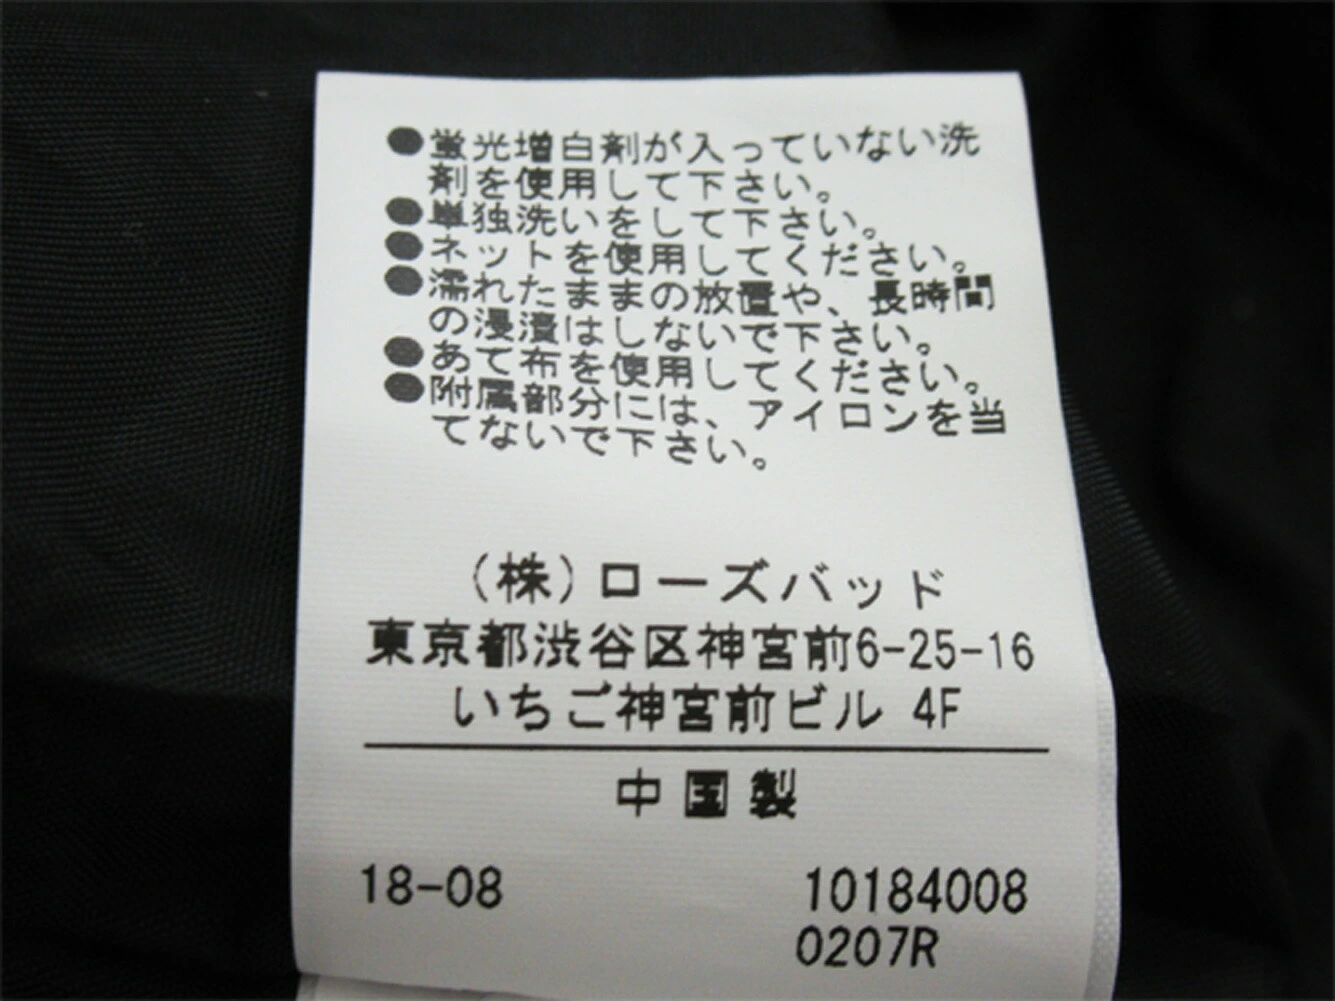 ●蛍光増白剤が入っていない洗
剤を使用して下さい。
●単独洗いをして下さい。
●ネットを使用してください。
●濡れたままの放置や、長時間
の浸漬はしないで下さい。
●あて布を使用してください。
●附属部分には、アイロンを当
てないで下さい。
(株)ローズバッド
東京都渋谷区神宮前6-25-16
いちご神宮前ビル 4F
中国製
18-08
10184008
0207R